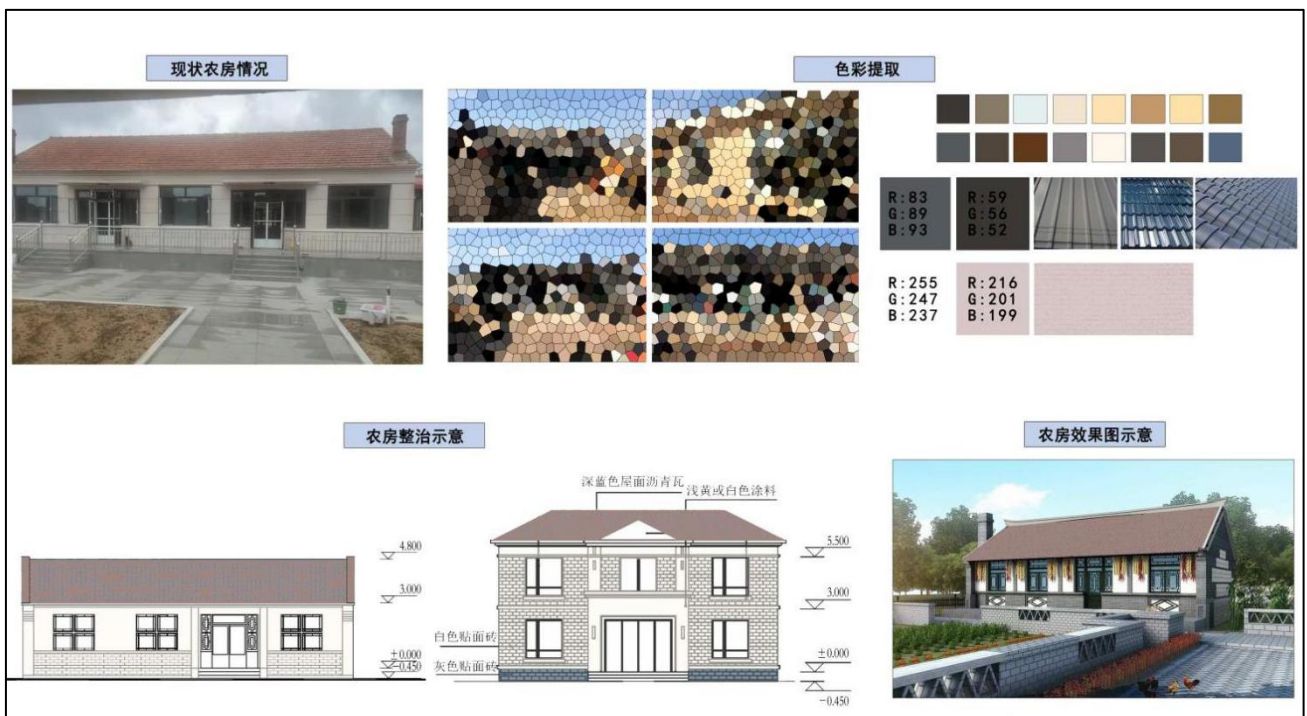 现状农房情况
色彩提取
R:83
G:89
B:93
R:59
G:56
B:52
R:255
G:247
B:237
R:216
G:201
B:199
农房整治示意
农房效果图示意
4.800
3.000
±0.000
-0.450
深蓝色屋面沥青瓦
浅黄或白色涂料
白色贴面砖
灰色贴面砖
5.500
3.000
±0.000
-0.450